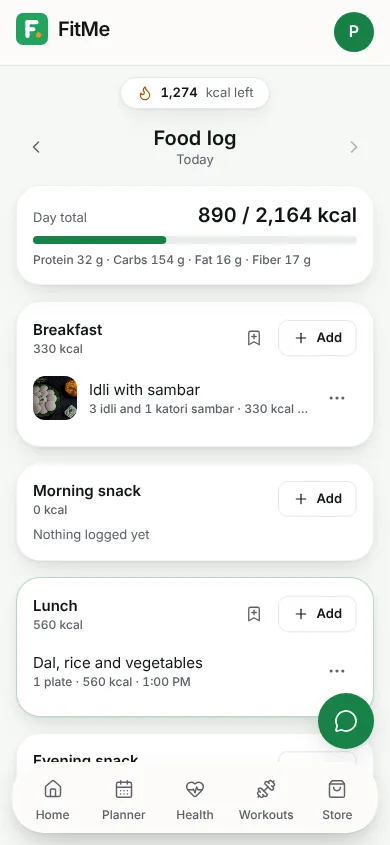 F.
FitMe
P
1,274 kcal left
Food log
Today
Day total
890 / 2,164 kcal
Protein 32 g · Carbs 154 g · Fat 16 g · Fiber 17 g
Breakfast
330 kcal
Add
Idli with sambar
3 idli and 1 katori sambar · 330 kcal ...
Morning snack
0 kcal
Add
Nothing logged yet
Lunch
560 kcal
Add
Dal, rice and vegetables
1 plate · 560 kcal · 1:00 PM
Evening snack
Home
Planner
Health
Workouts
Store